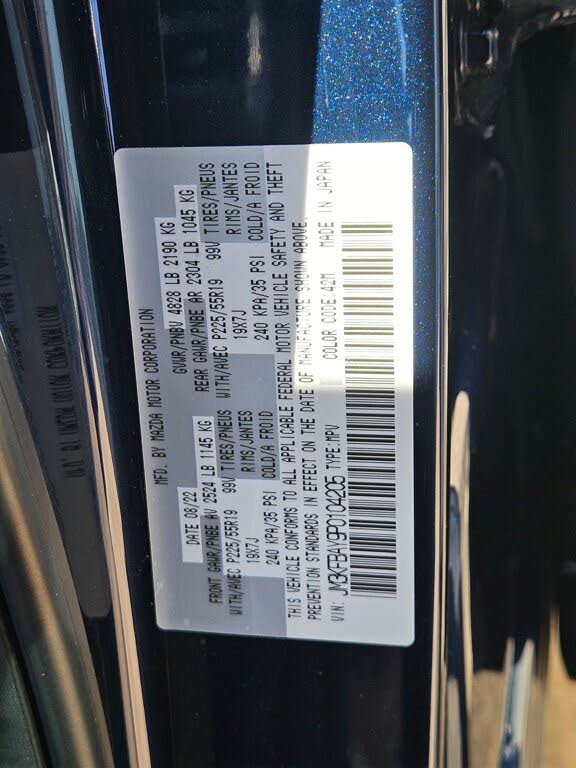 MFD. BY MAZDA MOTOR CORPORATION
DATE 08/22 GVWR/PNBV 4828 LB 2190 KG
FRONT GAWR/PNBE AV 2524 LB 1145 KG REAR GAWR/PNBE AR 2304 LB 1045 KG
WITH/AVEC P225/55R19 99V TIRES/PNEUS WITH/AVEC P225/55R19 99V TIRES/PNEUS
19X7J RIMS/JANTES 19X7J RIMS/JANTES
240 KPA/35 PSI COLD/A FROID 240 KPA/35 PSI COLD/A FROID
THIS VEHICLE CONFORMS TO ALL APPLICABLE FEDERAL MOTOR VEHICLE SAFETY AND THEFT
PREVENTION STANDARDS IN EFFECT ON THE DATE OF MANUFACTURE SHOWN ABOVE.
VIN: JM3KFBAY9P0104205 TYPE:MPV COLOR CODE:42M MADE IN JAPAN